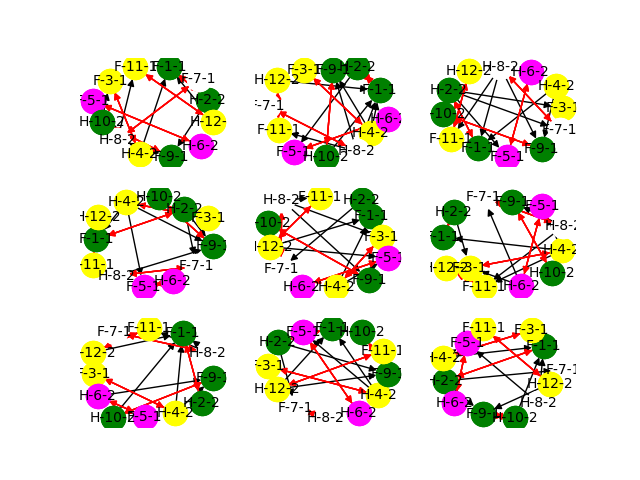 F-11-1 F-1-1
F-3-1 F-7-1
F-5-1 H-2-2
H-10-2 H-12-
H-8-2 H-6-2
H-4-2 F-9-1
F-3-1 F-9-1 H-2-2
H-12-2 F-1-1
F-7-1 H-6-2
F-11-1 H-4-2
F-5-1 H-10-2 H-8-2
H-12-2 H-8-2 H-6-2
H-2-2 H-4-2
10-2 F-3-1
F-11-1 F-7-1
F-1-1 F-5-1 F-9-1
H-4-2 H-10-2 H-2-2
H-12-2 F-3-1
F-1-1 F-9-1
11-1 F-7-1
H-8-2 F-5-1 H-6-2
H-8-2 F-11-1 H-2-2
10-2 F-1-1
H-12-2 F-3-1
F-7-1 F-5-1
H-6-2 H-4-2 F-9-1
F-7-1 F-9-1 F-5-1
H-2-2 H-8-2
F-1-1 H-4-2
H-12-2 F-3-1 H-10-2
F-11-1 H-6-2
F-7-1 F-11-1 F-1-1
-12-2 H-8-2
F-3-1 F-9-1
H-6-2 H-2-2
H-10-2 F-5-1 H-4-2
F-5-1 F-1-1 H-10-2
H-2-2 F-11-1
F-3-1 F-9-1
H-12-2 H-4-2
F-7-1 H-8-2 H-6-2
F-11-1 F-3-1
F-5-1 F-1-1
H-4-2 F-7-1
H-2-2 H-12-2
H-6-2 H-8-2
F-9-1 H-10-2